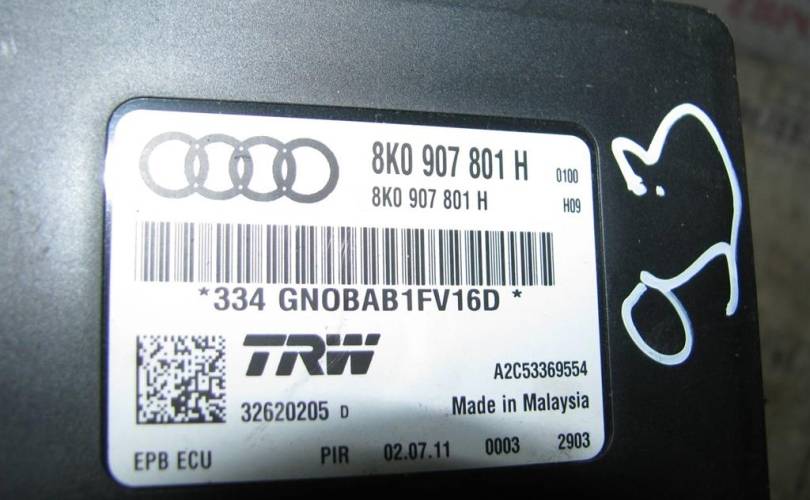 8K0 907 801 H 0100
8K0 907 801 H H09
*334 GNOBAB1FV16D *
TRW
A2C53369554
32620205 D Made in Malaysia
EPB ECU PIR 02.07.11 0003 2903